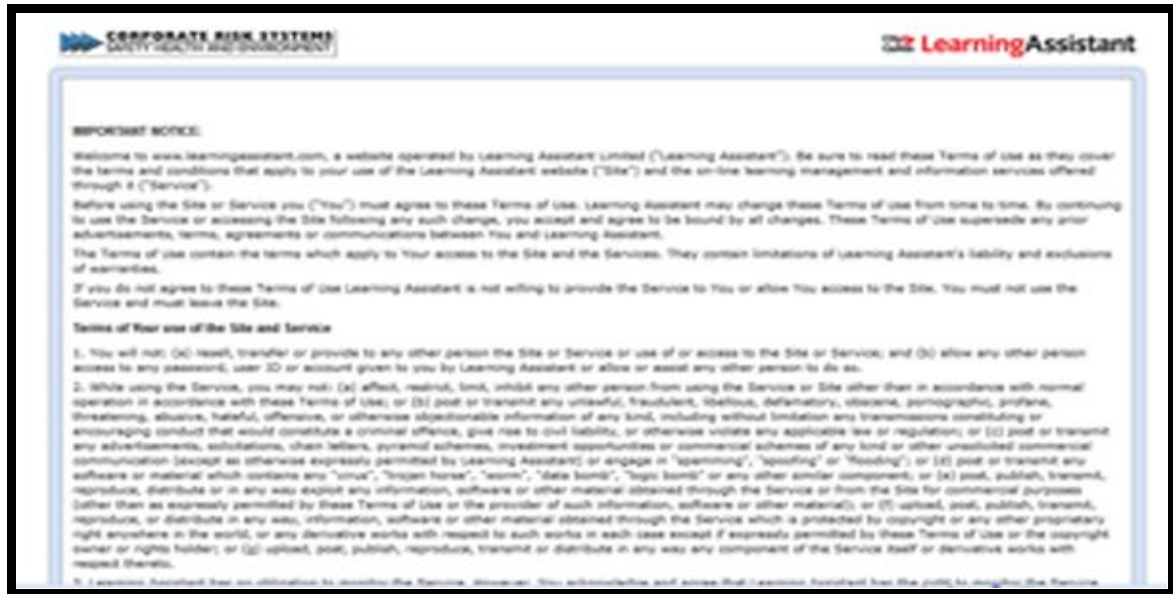 CORPORATE RISK SYSTEMS
SAFETY HEALTH AND ENVIRONMENT
LearningAssistant
IMPORTANT NOTICE:
Welcome to www.learningassistant.com, a website operated by Learning Assistant Limited ("Learning Assistant"). Be sure to read these Terms of Use as they cover
the terms and conditions that apply to your use of the Learning Assistant website ("Site") and the on-line learning management and information services offered
through it ("Service").
Before using the Site or Service you ("You") must agree to these Terms of Use. Learning Assistant may change these Terms of Use from time to time. By continuing
to use the Service or accessing the Site following any such change, you accept and agree to be bound by all changes. These Terms of Use supersede any prior
advertisements, terms, agreements or communications between You and Learning Assistant.
The Terms of Use contain the terms which apply to Your access to the Site and the Services. They contain limitations of Learning Assistant's liability and exclusions
of warranties.
If you do not agree to these Terms of Use Learning Assistant is not willing to provide the Service to You or allow You access to the Site. You must not use the
Service and must leave the Site.
Terms of Your use of the Site and Service
1. You will not: (a) resell, transfer or provide to any other person the Site or Service or use of or access to the Site or Service; and (b) allow any other person
access to any password, user ID or account given to you by Learning Assistant or allow or assist any other person to do so.
2. While using the Service, you may not: (a) affect, restrict, limit, inhibit any other person from using the Service or Site other than in accordance with normal
operation in accordance with these Terms of Use; or (b) post or transmit any unlawful, fraudulent, libellous, defamatory, obscene, pornographic, profane,
threatening, abusive, hateful, offensive, or otherwise objectionable information of any kind, including without limitation any transmissions constituting or
encouraging conduct that would constitute a criminal offence, give rise to civil liability, or otherwise violate any applicable law or regulation; or (c) post or transmit
any advertisements, solicitations, chain letters, pyramid schemes, investment opportunities or commercial schemes of any kind or other unsolicited commercial
communication (except as otherwise expressly permitted by Learning Assistant) or engage in "spamming", "spoofing" or "flooding"; or (d) post or transmit any
software or material which contains any "virus", "trojan horse", "worm", "data bomb", "logic bomb" or any other similar component; or (e) post, publish, transmit,
reproduce, distribute or in any way exploit any information, software or other material obtained through the Service or from the Site for commercial purposes
(other than as expressly permitted by these Terms of Use or the provider of such information, software or other material); or (f) upload, post, publish, transmit,
reproduce, or distribute in any way, information, software or other material obtained through the Service which is protected by copyright or any other proprietary
right anywhere in the world, or any derivative works with respect to such works in each case except if expressly permitted by these Terms of Use or the copyright
owner or rights holder; or (g) upload, post, publish, reproduce, transmit or distribute in any way any component of the Service itself or derivative works with
respect thereto.
3. Learning Assistant has no obligation to monitor the Service. However, You acknowledge and agree that Learning Assistant has the right to monitor the Service